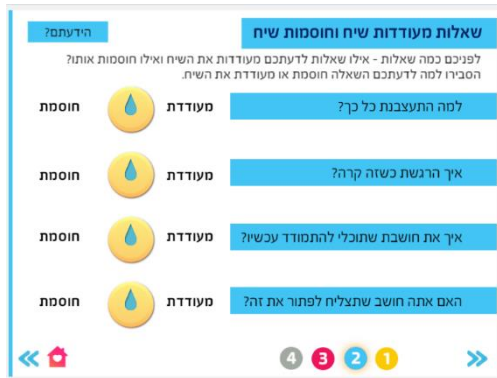 שאלות מעודדות שיח וחוסמות שיח
הידעתם?
לפניכם כמה שאלות - אילו שאלות לדעתכם מעודדות את השיח ואילו חוסמות אותו?
הסבירו למה לדעתכם השאלה חוסמת או מעודדת את השיח.
למה התעצבנת כל כך? מעודדת חוסמת
איך הרגשת כשזה קרה? מעודדת חוסמת
איך את חושבת שתוכלי להתמודד עכשיו? מעודדת חוסמת
האם אתה חושב שתצליח לפתור את זה? מעודדת חוסמת
1 2 3 4